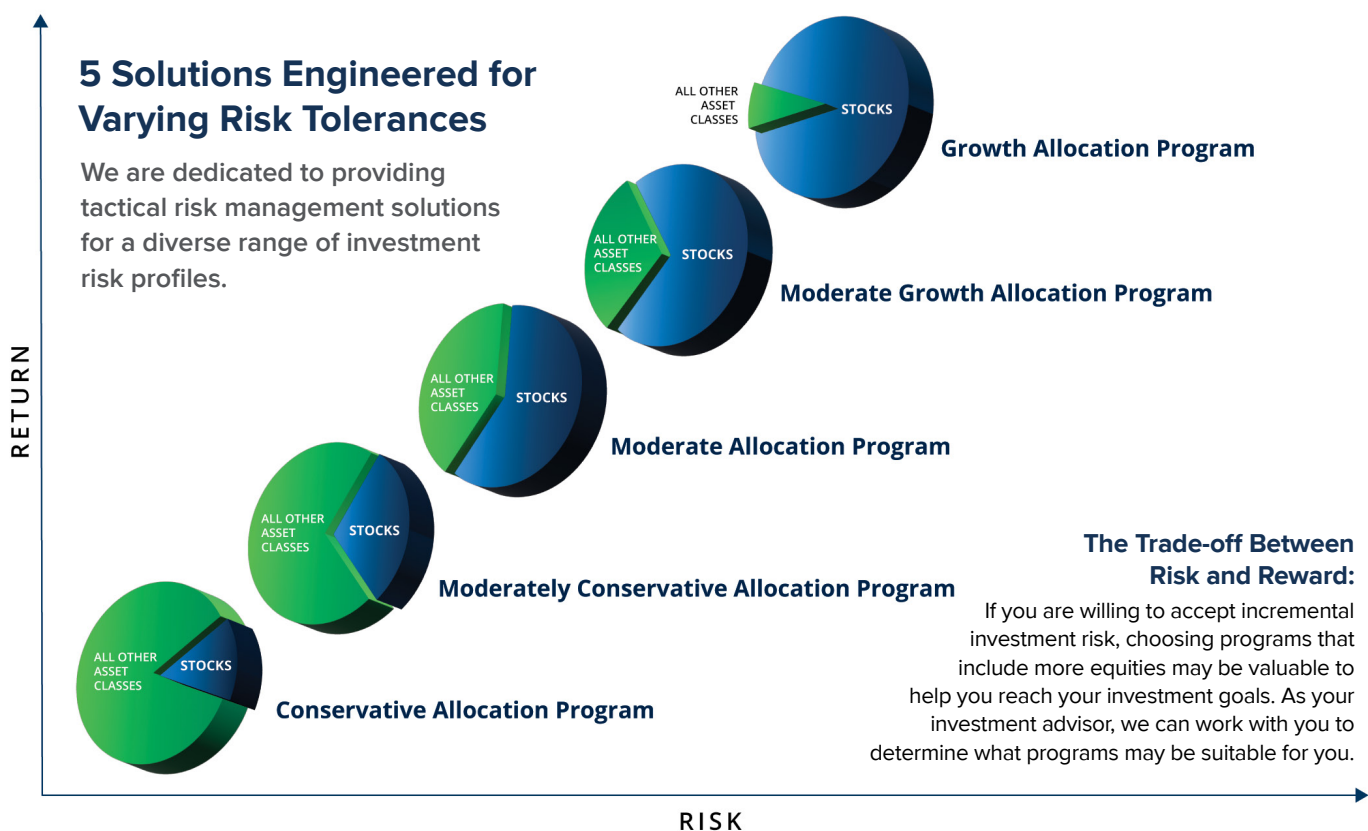 5 Solutions Engineered for
Varying Risk Tolerances
We are dedicated to providing
tactical risk management solutions
for a diverse range of investment
risk profiles.
ALL OTHER
ASSET
CLASSES
STOCKS
Growth Allocation Program
ALL OTHER
ASSET
CLASSES
STOCKS
Moderate Growth Allocation Program
ALL OTHER
ASSET
CLASSES
STOCKS
Moderate Allocation Program
ALL OTHER
ASSET
CLASSES
STOCKS
Moderately Conservative Allocation Program
ALL OTHER
ASSET
CLASSES
STOCKS
Conservative Allocation Program
The Trade-off Between
Risk and Reward:
If you are willing to accept incremental
investment risk, choosing programs that
include more equities may be valuable to
help you reach your investment goals. As your
investment advisor, we can work with you to
determine what programs may be suitable for you.
RETURN
RISK